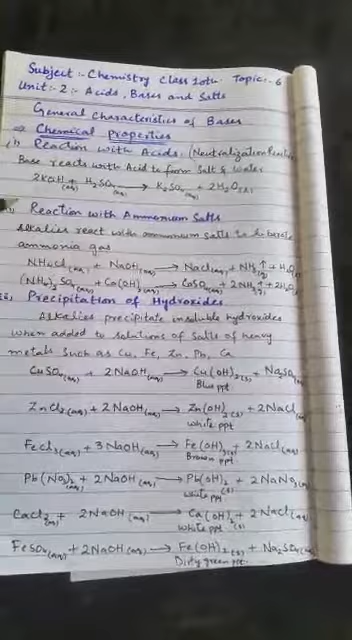 Subject :- Chemistry Class 10th Topic :- 6
Unit :- 2 :- Acids, Bases and Salts
General Characteristics of Bases
⇒ Chemical properties
Reaction with Acids. (Neutralization
Base reacts with Acid to form Salt & water
2KOH(aq) + H₂SO₄(aq) → K₂SO₄(aq) + 2H₂O(l)
Reaction with Ammonium Salts
Alkalies react with ammonium salts to liberate
ammonia gas
NH₄Cl(aq) + NaOH(aq) → NaCl(aq) + NH₃↑(g) + H₂O
(NH₄)₂SO₄ + Ca(OH)₂(aq) → CaSO₄(aq) + 2NH₃↑(g) + 2H₂O
Precipitation of Hydroxides
Alkalies precipitate insoluble hydroxides
when added to solutions of salts of heavy
metals such as Cu, Fe, Zn, Pb, Ca
CuSO₄(aq) + 2NaOH(aq) → Cu(OH)₂(s) + Na₂SO₄(aq)
Blue ppt
ZnCl₂(aq) + 2NaOH(aq) → Zn(OH)₂(s) + 2NaCl(aq)
white ppt
FeCl₃(aq) + 3NaOH(aq) → Fe(OH)₃(s) + 2NaCl(aq)
Brown ppt
Pb(NO₃)₂ + 2NaOH(aq) → Pb(OH)₂(s) + 2NaNO₃(aq)
white ppt
CaCl₂(aq) + 2NaOH(aq) → Ca(OH)₂(s) + 2NaCl(aq)
white ppt
FeSO₄(aq) + 2NaOH(aq) → Fe(OH)₂(s) + Na₂SO₄(aq)
Dirty green ppt